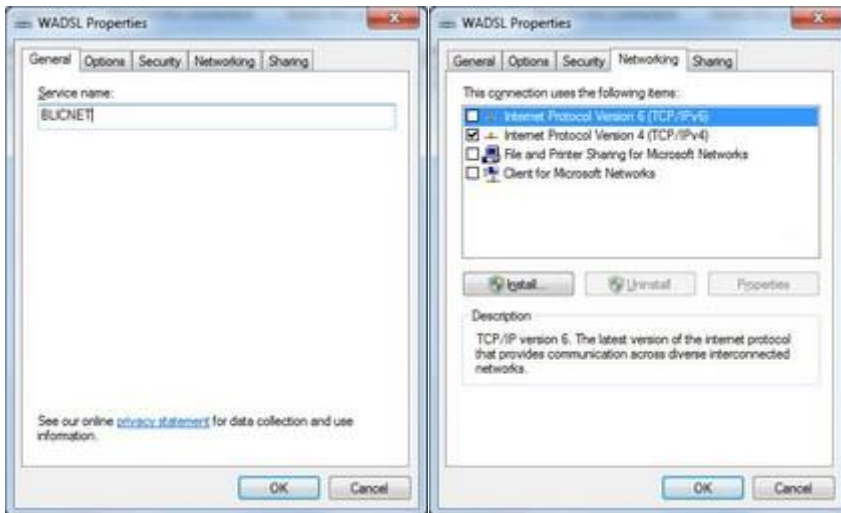 WADSL Properties
General Options Security Networking Sharing
Service name:
BLICNET
See our online privacy statement for data collection and use
information.
OK Cancel
WADSL Properties
General Options Security Networking Sharing
This connection uses the following items:
Internet Protocol Version 6 (TCP/IPv6)
Internet Protocol Version 4 (TCP/IPv4)
File and Printer Sharing for Microsoft Networks
Client for Microsoft Networks
Install... Uninstall Properties
Description
TCP/IP version 6. The latest version of the internet protocol
that provides communication across diverse interconnected
networks.
OK Cancel